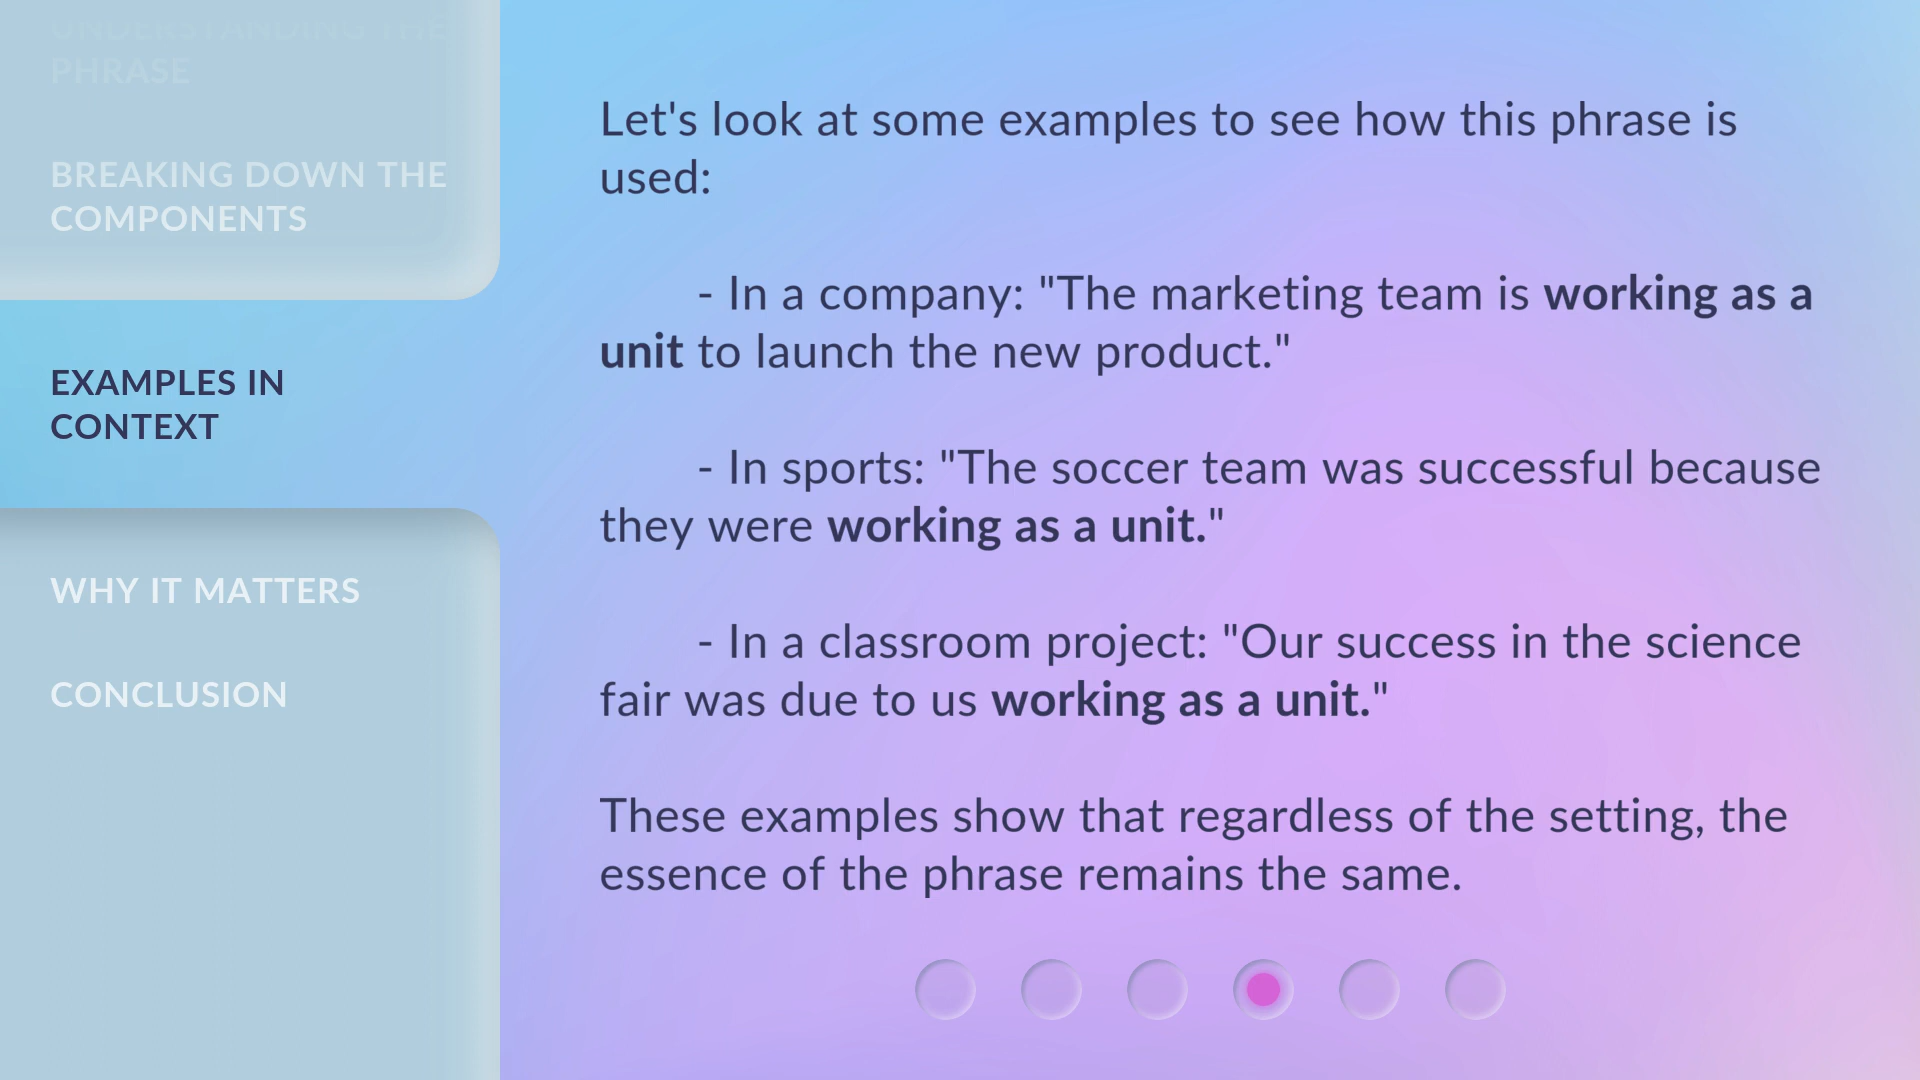 UNDERSTANDING THE
PHRASE
BREAKING DOWN THE
COMPONENTS
EXAMPLES IN
CONTEXT
WHY IT MATTERS
CONCLUSION
Let's look at some examples to see how this phrase is
used:
- In a company: "The marketing team is working as a
unit to launch the new product."
- In sports: "The soccer team was successful because
they were working as a unit."
- In a classroom project: "Our success in the science
fair was due to us working as a unit."
These examples show that regardless of the setting, the
essence of the phrase remains the same.